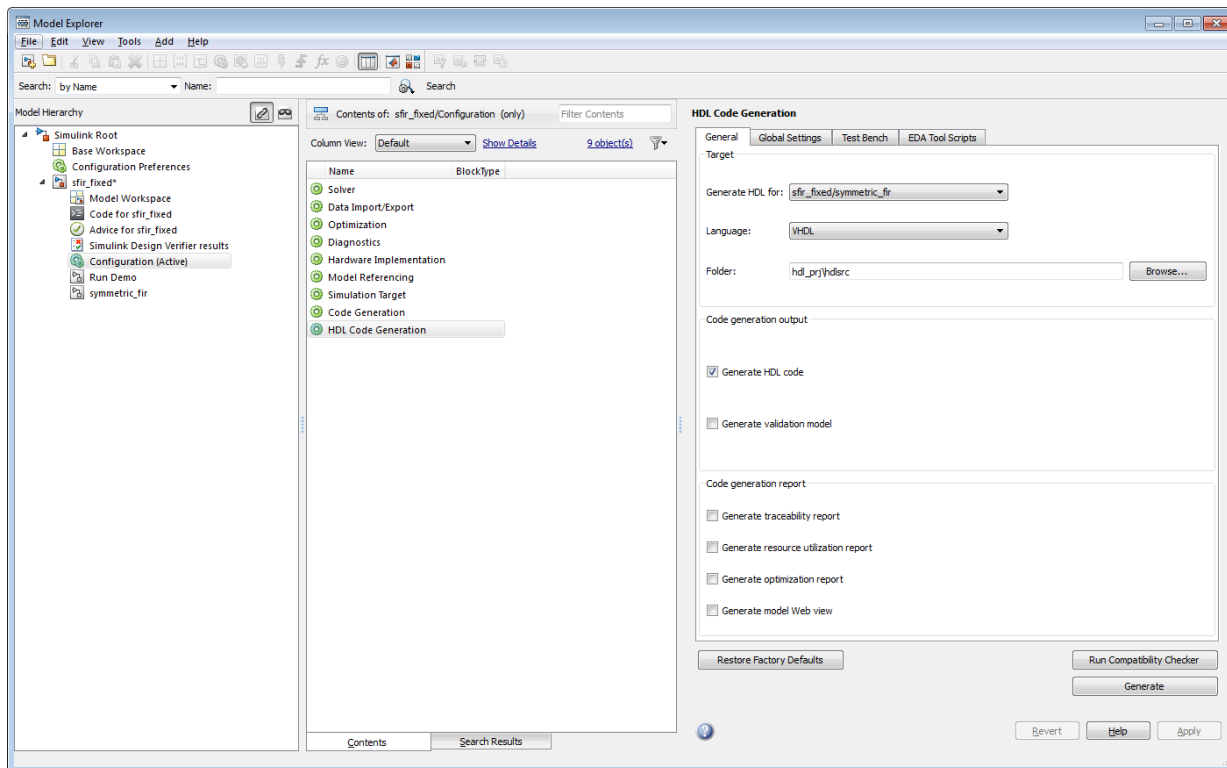 Model Explorer
File Edit View Tools Add Help
Search: by Name Name: Search
Model Hierarchy
Simulink Root
Base Workspace
Configuration Preferences
sfir_fixed*
Model Workspace
Code for sfir_fixed
Advice for sfir_fixed
Simulink Design Verifier results
Configuration (Active)
Run Demo
symmetric_fir
Contents of: sfir_fixed/Configuration (only) Filter Contents
Column View: Default Show Details 9 object(s)
Name BlockType
Solver
Data Import/Export
Optimization
Diagnostics
Hardware Implementation
Model Referencing
Simulation Target
Code Generation
HDL Code Generation
Contents Search Results
HDL Code Generation
General Global Settings Test Bench EDA Tool Scripts
Target
Generate HDL for: sfir_fixed/symmetric_fir
Language: VHDL
Folder: hdl_prj\hdlsrc Browse...
Code generation output
Generate HDL code
Generate validation model
Code generation report
Generate traceability report
Generate resource utilization report
Generate optimization report
Generate model Web view
Restore Factory Defaults Run Compatibility Checker
Generate
Revert Help Apply